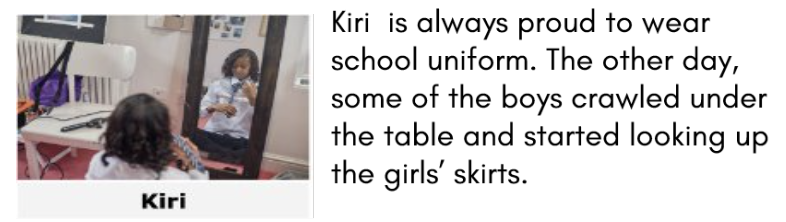 Kiri is always proud to wear
school uniform. The other day,
some of the boys crawled under
the table and started looking up
the girls' skirts.
Kiri